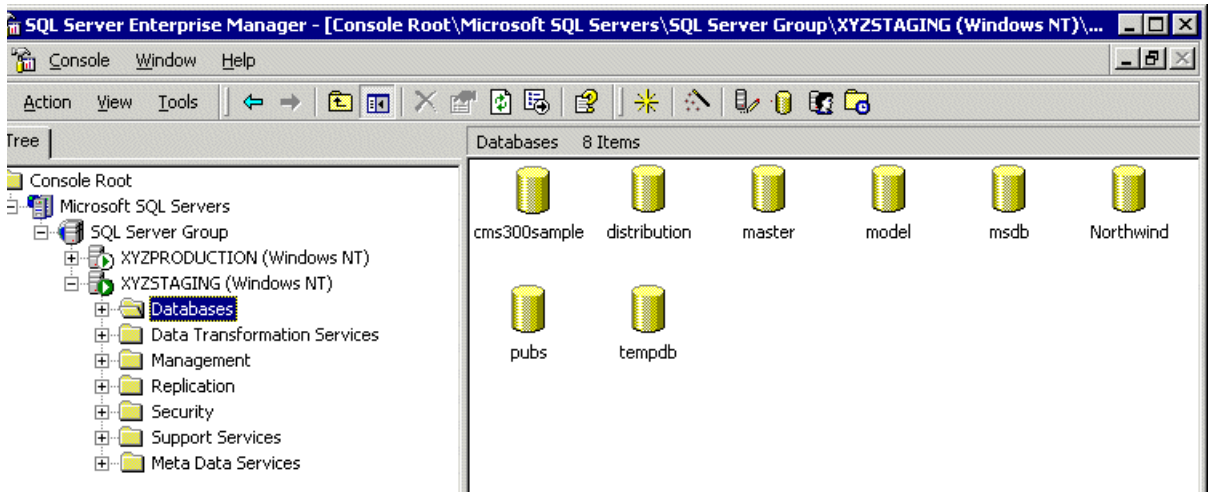 SQL Server Enterprise Manager - [Console Root\Microsoft SQL Servers\SQL Server Group\XYZSTAGING (Windows NT)\...
Console Window Help
Action View Tools
Tree
Databases 8 Items
Console Root
Microsoft SQL Servers
SQL Server Group
XYZPRODUCTION (Windows NT)
XYZSTAGING (Windows NT)
Databases
Data Transformation Services
Management
Replication
Security
Support Services
Meta Data Services
cms300sample distribution master model msdb Northwind
pubs tempdb